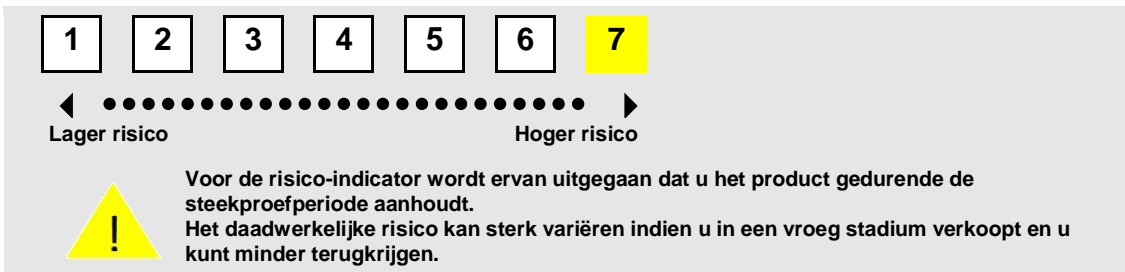 1 2 3 4 5 6 7
Lager risico Hoger risico
Voor de risico-indicator wordt ervan uitgegaan dat u het product gedurende de
steekproefperiode aanhoudt.
!
Het daadwerkelijke risico kan sterk variëren indien u in een vroeg stadium verkoopt en u
kunt minder terugkrijgen.